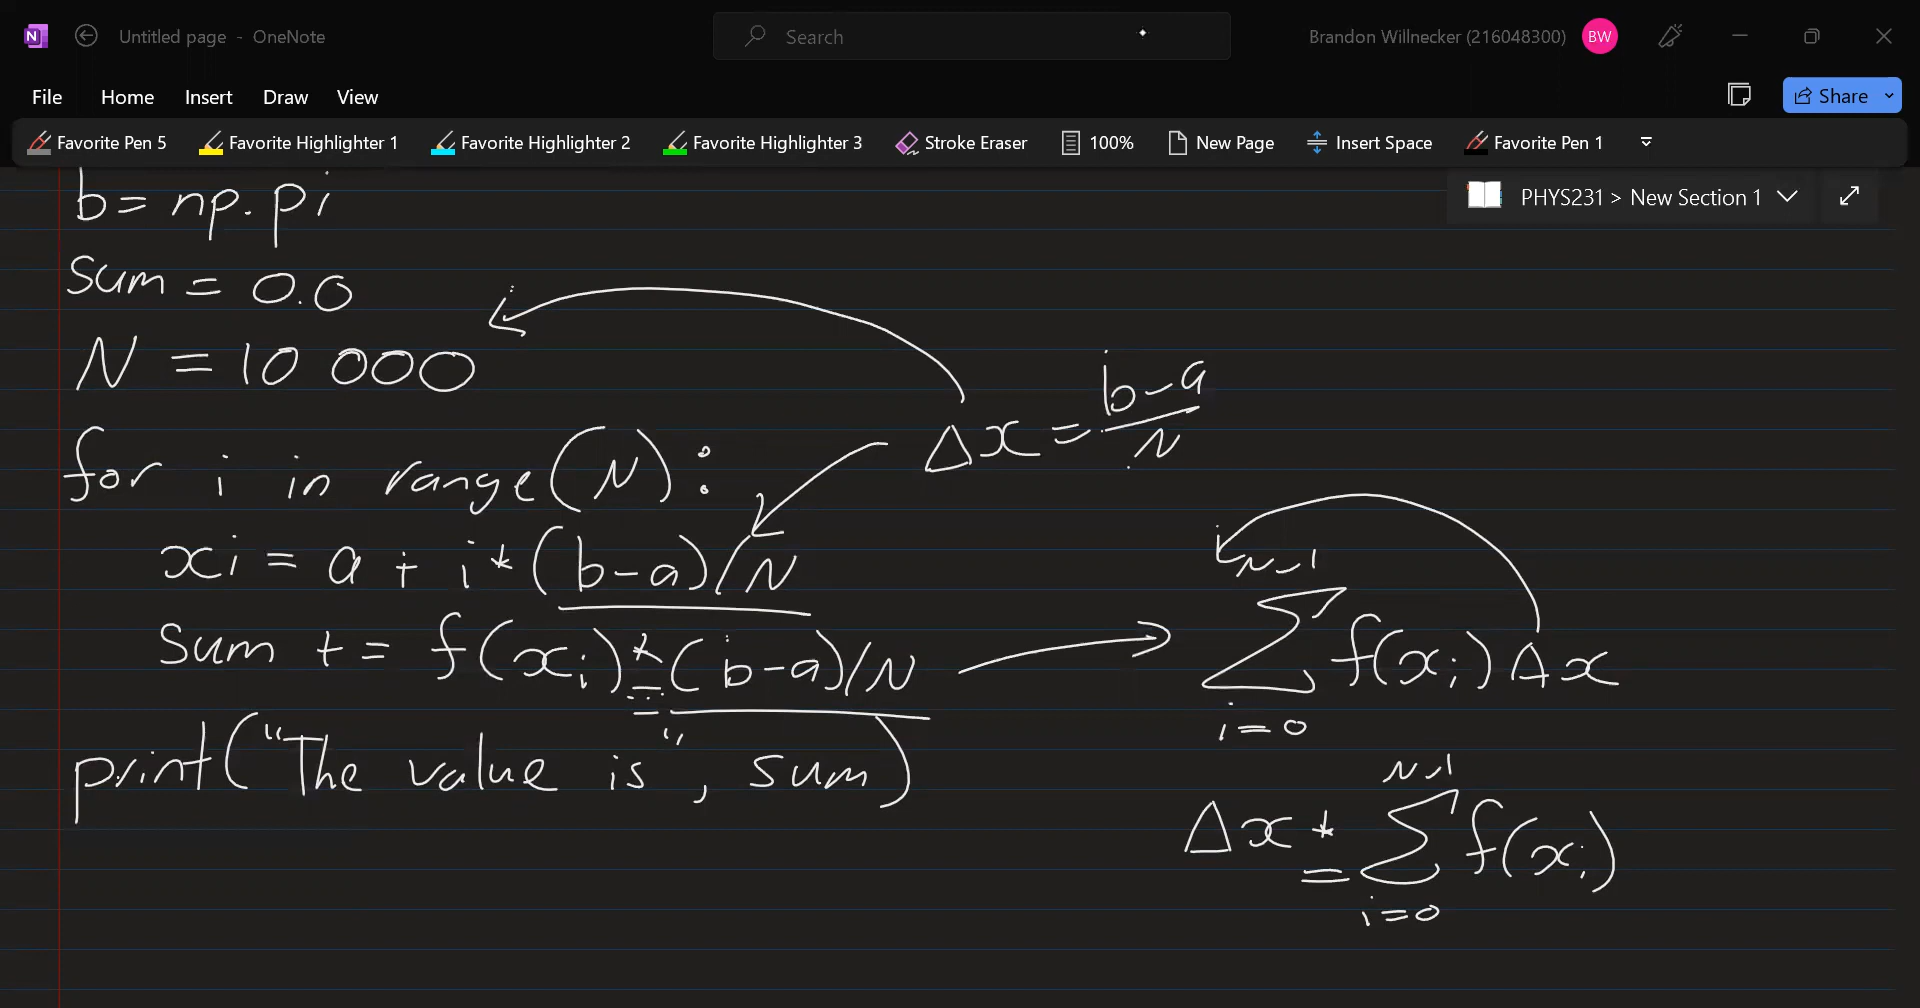 Untitled page - OneNote
Search
Brandon Willnecker (216048300)
BW
File Home Insert Draw View
Share
Favorite Pen 5 Favorite Highlighter 1 Favorite Highlighter 2 Favorite Highlighter 3 Stroke Eraser 100% New Page Insert Space Favorite Pen 1
PHYS231 > New Section 1
b = np.pi
sum = 0.0
N = 10 000
Δx = b-a/N
for i in range(N):
xi = a + i*(b-a)/N
sum += f(xi)*(b-a)/N
N-1
Σ f(xi) Δx
i=0
print("The value is", sum)
N-1
Δx * Σ f(xi)
i=0